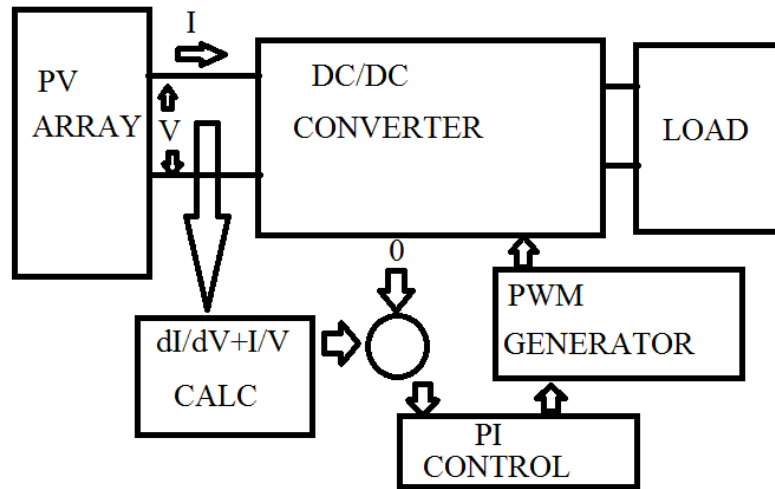 I
PV
ARRAY
V
DC/DC
CONVERTER
LOAD
0
dI/dV+I/V
CALC
PWM
GENERATOR
PI
CONTROL